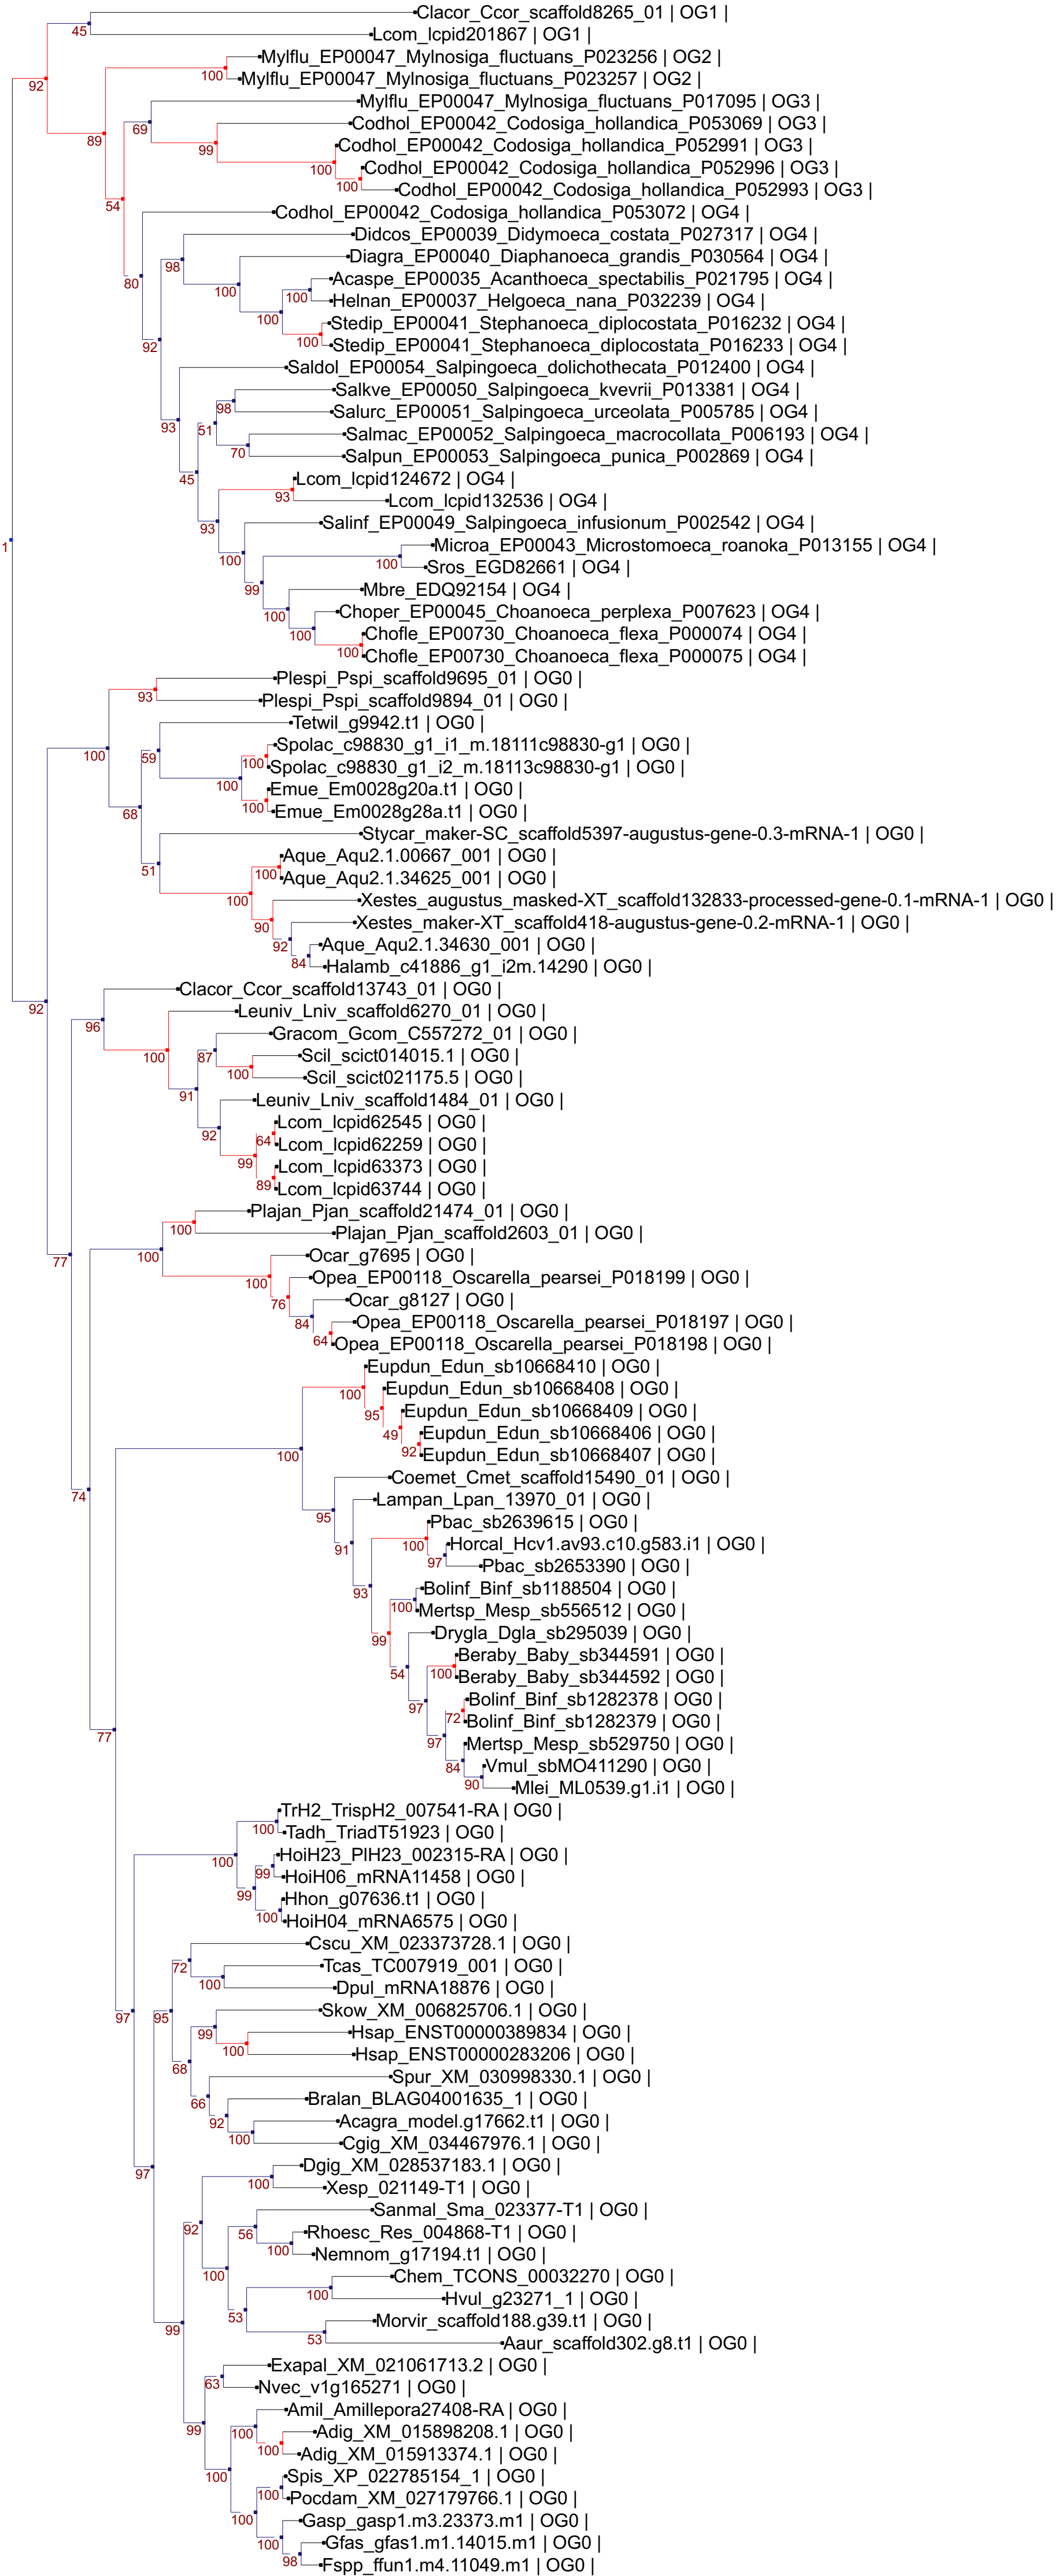 Clacor_Ccor_scaffold8265_01 | OG1 |
45
Lcom_lcpid201867 | OG1 |
Mylflu_EP00047_Mylnosiga_fluctuans_P023256 | OG2 |
92
100
Mylflu_EP00047_Mylnosiga_fluctuans_P023257 | OG2 |
Mylflu_EP00047_Mylnosiga_fluctuans_P017095 | OG3 |
69
Codhol_EP00042_Codosiga_hollandica_P053069 | OG3 |
89
99
Codhol_EP00042_Codosiga_hollandica_P052991 | OG3 |
100
Codhol_EP00042_Codosiga_hollandica_P052996 | OG3 |
100
Codhol_EP00042_Codosiga_hollandica_P052993 | OG3 |
54
Codhol_EP00042_Codosiga_hollandica_P053072 | OG4 |
Didcos_EP00039_Didymoeca_costata_P027317 | OG4 |
98
Diagra_EP00040_Diaphanoeca_grandis_P030564 | OG4 |
80
100
Acaspe_EP00035_Acanthoeca_spectabilis_P021795 | OG4 |
100
Helnan_EP00037_Helgoeca_nana_P032239 | OG4 |
100
Stedip_EP00041_Stephanoeca_diplocostata_P016232 | OG4 |
92
100
Stedip_EP00041_Stephanoeca_diplocostata_P016233 | OG4 |
Saldol_EP00054_Salpingoeca_dolichothecata_P012400 | OG4 |
Salkve_EP00050_Salpingoeca_kvevrii_P013381 | OG4 |
98
Salurc_EP00051_Salpingoeca_urceolata_P005785 | OG4 |
93
51
Salmac_EP00052_Salpingoeca_macrocollata_P006193 | OG4 |
70
Salpun_EP00053_Salpingoeca_punica_P002869 | OG4 |
45
Lcom_lcpid124672 | OG4 |
93
Lcom_lcpid132536 | OG4 |
93
Salinf_EP00049_Salpingoeca_infusionum_P002542 | OG4 |
1
Microa_EP00043_Microstomoeca_roanoka_P013155 | OG4 |
100
100
Sros_EGD82661 | OG4 |
99
Mbre_EDQ92154 | OG4 |
100
Choper_EP00045_Choanoeca_perplexa_P007623 | OG4 |
100
Chofle_EP00730_Choanoeca_flexa_P000074 | OG4 |
100
Chofle_EP00730_Choanoeca_flexa_P000075 | OG4 |
Plespi_Pspi_scaffold9695_01 | OG0 |
93
Plespi_Pspi_scaffold9894_01 | OG0 |
Tetwil_g9942.t1 | OG0 |
100
59
Spolac_c98830_g1_i1_m.18111c98830-g1 | OG0 |
100
Spolac_c98830_g1_i2_m.18113c98830-g1 | OG0 |
100
Emue_Em0028g20a.t1 | OG0 |
100
Emue_Em0028g28a.t1 | OG0 |
68
Stycar_maker-SC_scaffold5397-augustus-gene-0.3-mRNA-1 | OG0 |
Aque_Aqu2.1.00667_001 | OG0 |
51
100
Aque_Aqu2.1.34625_001 | OG0 |
100
Xestes_augustus_masked-XT_scaffold132833-processed-gene-0.1-mRNA-1 | OG0 |
90
Xestes_maker-XT_scaffold418-augustus-gene-0.2-mRNA-1 | OG0 |
92
Aque_Aqu2.1.34630_001 | OG0 |
84
Halamb_c41886_g1_i2m.14290 | OG0 |
Clacor_Ccor_scaffold13743_01 | OG0 |
92
Leuniv_Lniv_scaffold6270_01 | OG0 |
96
Gracom_Gcom_C557272_01 | OG0 |
100
87
Scil_scict014015.1 | OG0 |
100
Scil_scict021175.5 | OG0 |
91
Leuniv_Lniv_scaffold1484_01 | OG0 |
Lcom_lcpid62545 | OG0 |
92
64
Lcom_lcpid62259 | OG0 |
99
Lcom_lcpid63373 | OG0 |
89
Lcom_lcpid63744 | OG0 |
Plajan_Pjan_scaffold21474_01 | OG0 |
100
Plajan_Pjan_scaffold2603_01 | OG0 |
77
100
Ocar_g7695 | OG0 |
100
Opea_EP00118_Oscarella_pearsei_P018199 | OG0 |
76
Ocar_g8127 | OG0 |
84
Opea_EP00118_Oscarella_pearsei_P018197 | OG0 |
64
Opea_EP00118_Oscarella_pearsei_P018198 | OG0 |
Eupdun_Edun_sb10668410 | OG0 |
100
Eupdun_Edun_sb10668408 | OG0 |
95
Eupdun_Edun_sb10668409 | OG0 |
49
Eupdun_Edun_sb10668406 | OG0 |
100
92
Eupdun_Edun_sb10668407 | OG0 |
Coemet_Cmet_scaffold15490_01 | OG0 |
74
Lampan_Lpan_13970_01 | OG0 |
95
Pbac_sb2639615 | OG0 |
91
100
Horcal_Hcv1.av93.c10.g583.i1 | OG0 |
97
Pbac_sb2653390 | OG0 |
93
Bolinf_Binf_sb1188504 | OG0 |
100
Mertsp_Mesp_sb556512 | OG0 |
99
Drygla_Dgla_sb295039 | OG0 |
Beraby_Baby_sb344591 | OG0 |
54
100
Beraby_Baby_sb344592 | OG0 |
97
Bolinf_Binf_sb1282378 | OG0 |
72
Bolinf_Binf_sb1282379 | OG0 |
77
97
Mertsp_Mesp_sb529750 | OG0 |
84
Vmul_sbMO411290 | OG0 |
90
Mlei_ML0539.g1.i1 | OG0 |
TrH2_TrispH2_007541-RA | OG0 |
100
Tadh_TriadT51923 | OG0 |
100
HoiH23_PIH23_002315-RA | OG0 |
99
HoiH06_mRNA11458 | OG0 |
99
Hhon_g07636.t1 | OG0 |
100
HoiH04_mRNA6575 | OG0 |
Cscu_XM_023373728.1 | OG0 |
72
Tcas_TC007919_001 | OG0 |
100
Dpul_mRNA18876 | OG0 |
97
95
Skow_XM_006825706.1 | OG0 |
99
Hsap_ENST00000389834 | OG0 |
100
Hsap_ENST00000283206 | OG0 |
68
Spur_XM_030998330.1 | OG0 |
66
Bralan_BLAG04001635_1 | OG0 |
92
Acagra_model.g17662.t1 | OG0 |
100
Cgig_XM_034467976.1 | OG0 |
97
Dgig_XM_028537183.1 | OG0 |
100
Xesp_021149-T1 | OG0 |
Sanmal_Sma_023377-T1 | OG0 |
92
56
Rhoesc_Res_004868-T1 | OG0 |
100
Nemnom_g17194.t1 | OG0 |
100
Chem_TCONS_00032270 | OG0 |
100
Hvul_g23271_1 | OG0 |
53
Morvir_scaffold188.g39.t1 | OG0 |
99
53
Aaur_scaffold302.g8.t1 | OG0 |
Exapal_XM_021061713.2 | OG0 |
63
Nvec_v1g165271 | OG0 |
Amil_Amillepora27408-RA | OG0 |
99
100
Adig_XM_015898208.1 | OG0 |
100
Adig_XM_015913374.1 | OG0 |
100
Spis_XP_022785154_1 | OG0 |
100
Pocdam_XM_027179766.1 | OG0 |
100
Gasp_gasp1.m3.23373.m1 | OG0 |
100
Gfas_gfas1.m1.14015.m1 | OG0 |
98
Fspp_ffun1.m4.11049.m1 | OG0 |